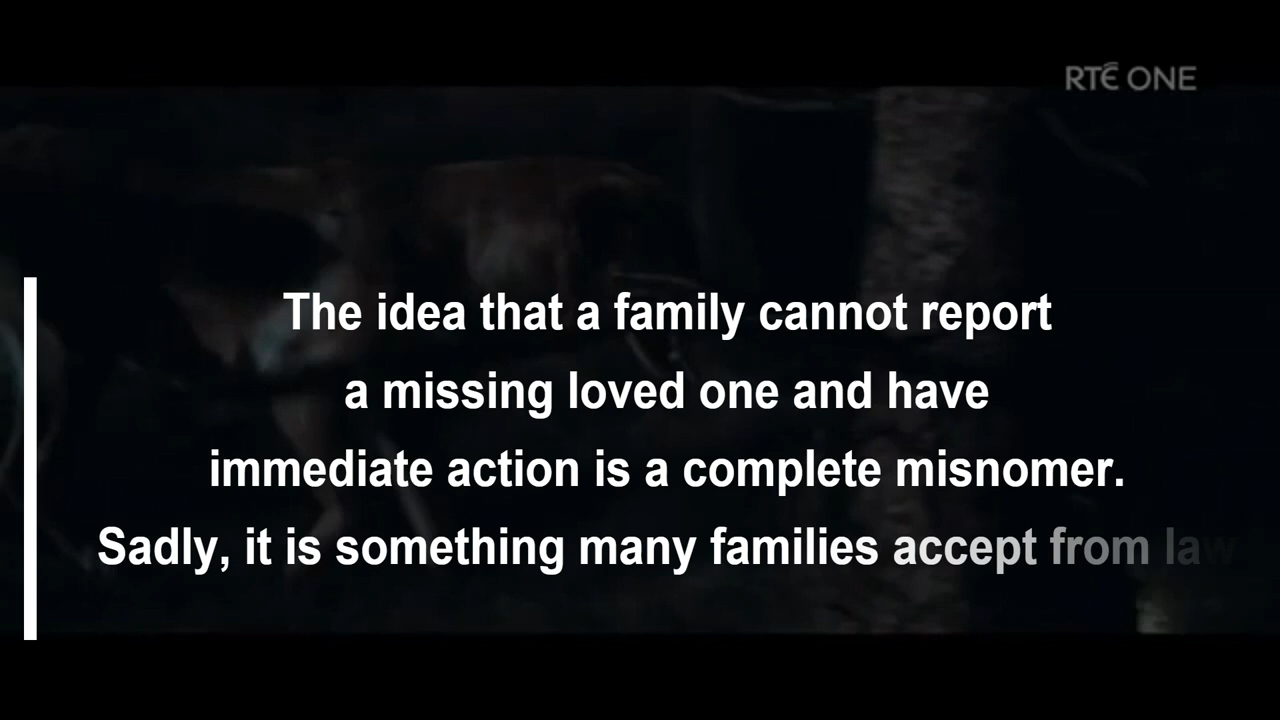 RTÉ ONE
The idea that a family cannot report
a missing loved one and have
immediate action is a complete misnomer.
Sadly, it is something many families accept from law